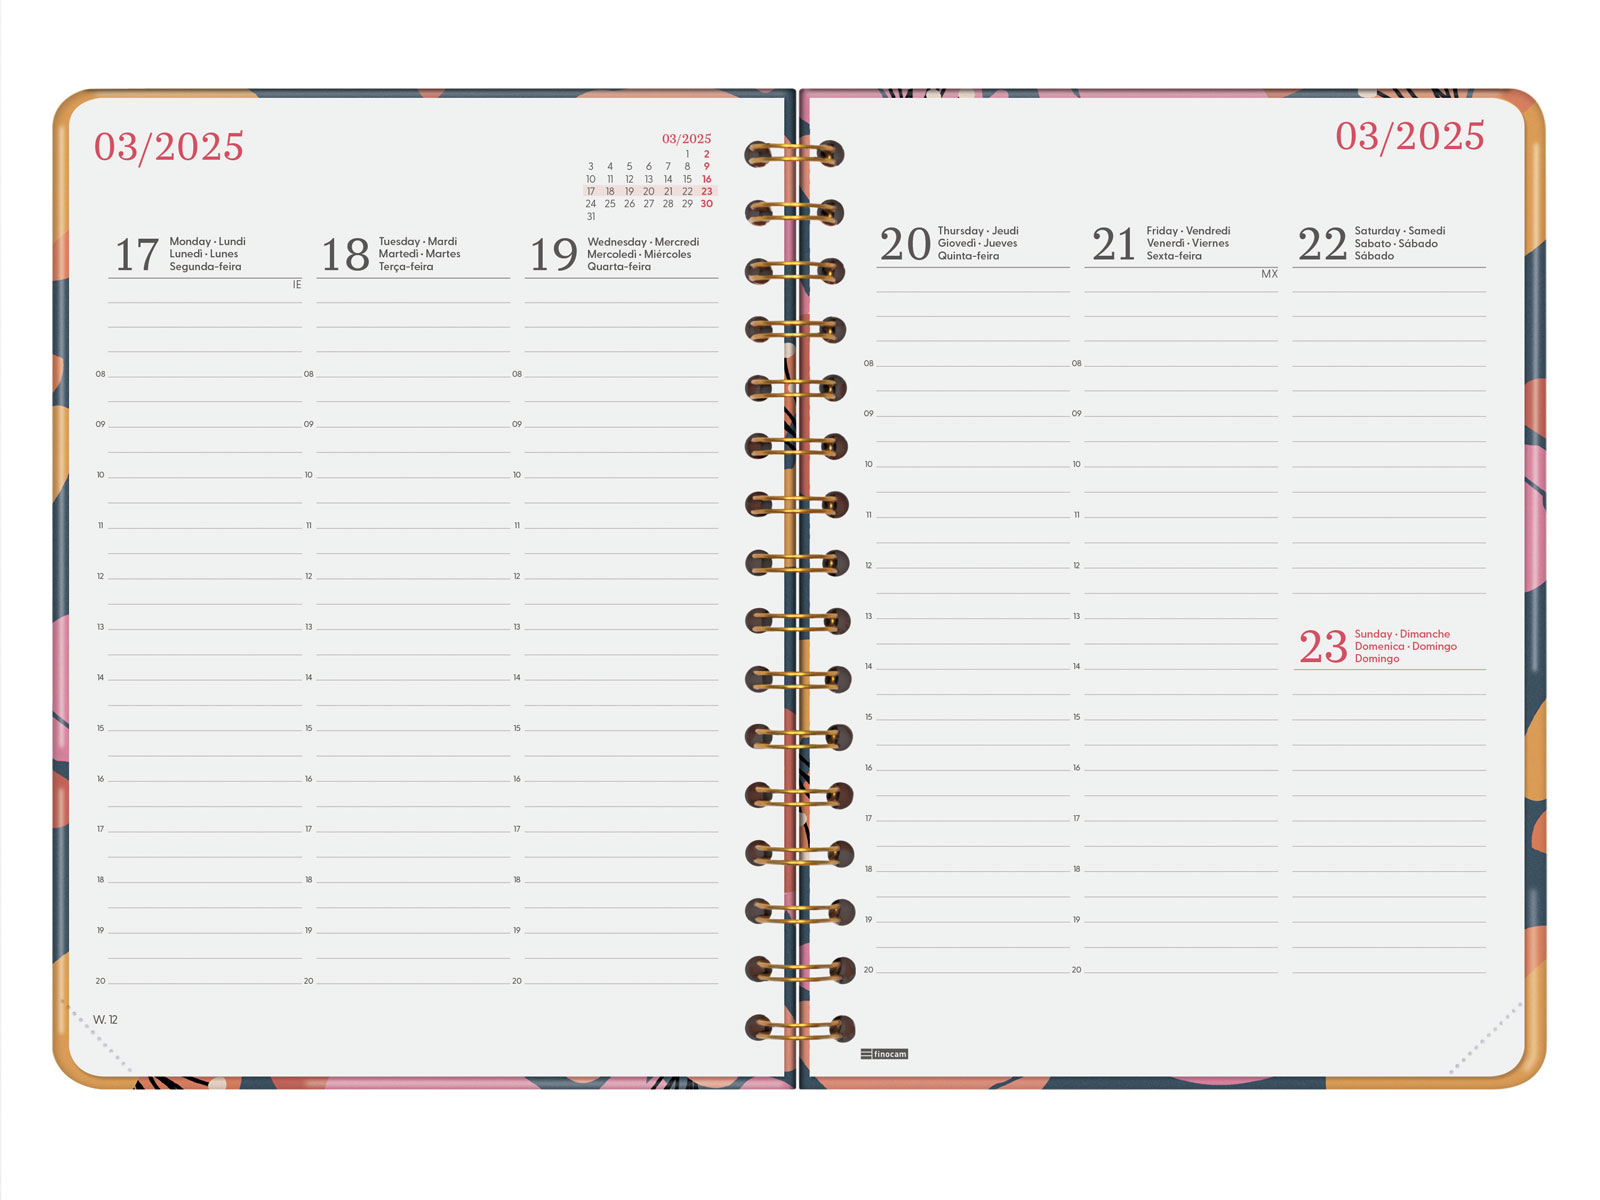 03/2025
03/2025
1 2
3 4 5 6 7 8 9
10 11 12 13 14 15 16
17 18 19 20 21 22 23
24 25 26 27 28 29 30
31
17
Monday · Lundi
Lunedì · Lunes
Segunda-feira
IE
18
Tuesday · Mardi
Martedì · Martes
Terça-feira
19
Wednesday · Mercredi
Mercoledì · Miércoles
Quarta-feira
08 08 08
09 09 09
10 10 10
11 11 11
12 12 12
13 13 13
14 14 14
15 15 15
16 16 16
17 17 17
18 18 18
19 19 19
20 20 20
W. 12
03/2025
20
Thursday · Jeudi
Giovedì · Jueves
Quinta-feira
21
Friday · Vendredi
Venerdì · Viernes
Sexta-feira
MX
22
Saturday · Samedi
Sabato · Sábado
Sábado
08 08
09 09
10 10
11 11
12 12
13 13
23
Sunday · Dimanche
Domenica · Domingo
Domingo
14 14
15 15
16 16
17 17
18 18
19 19
20 20
finocam